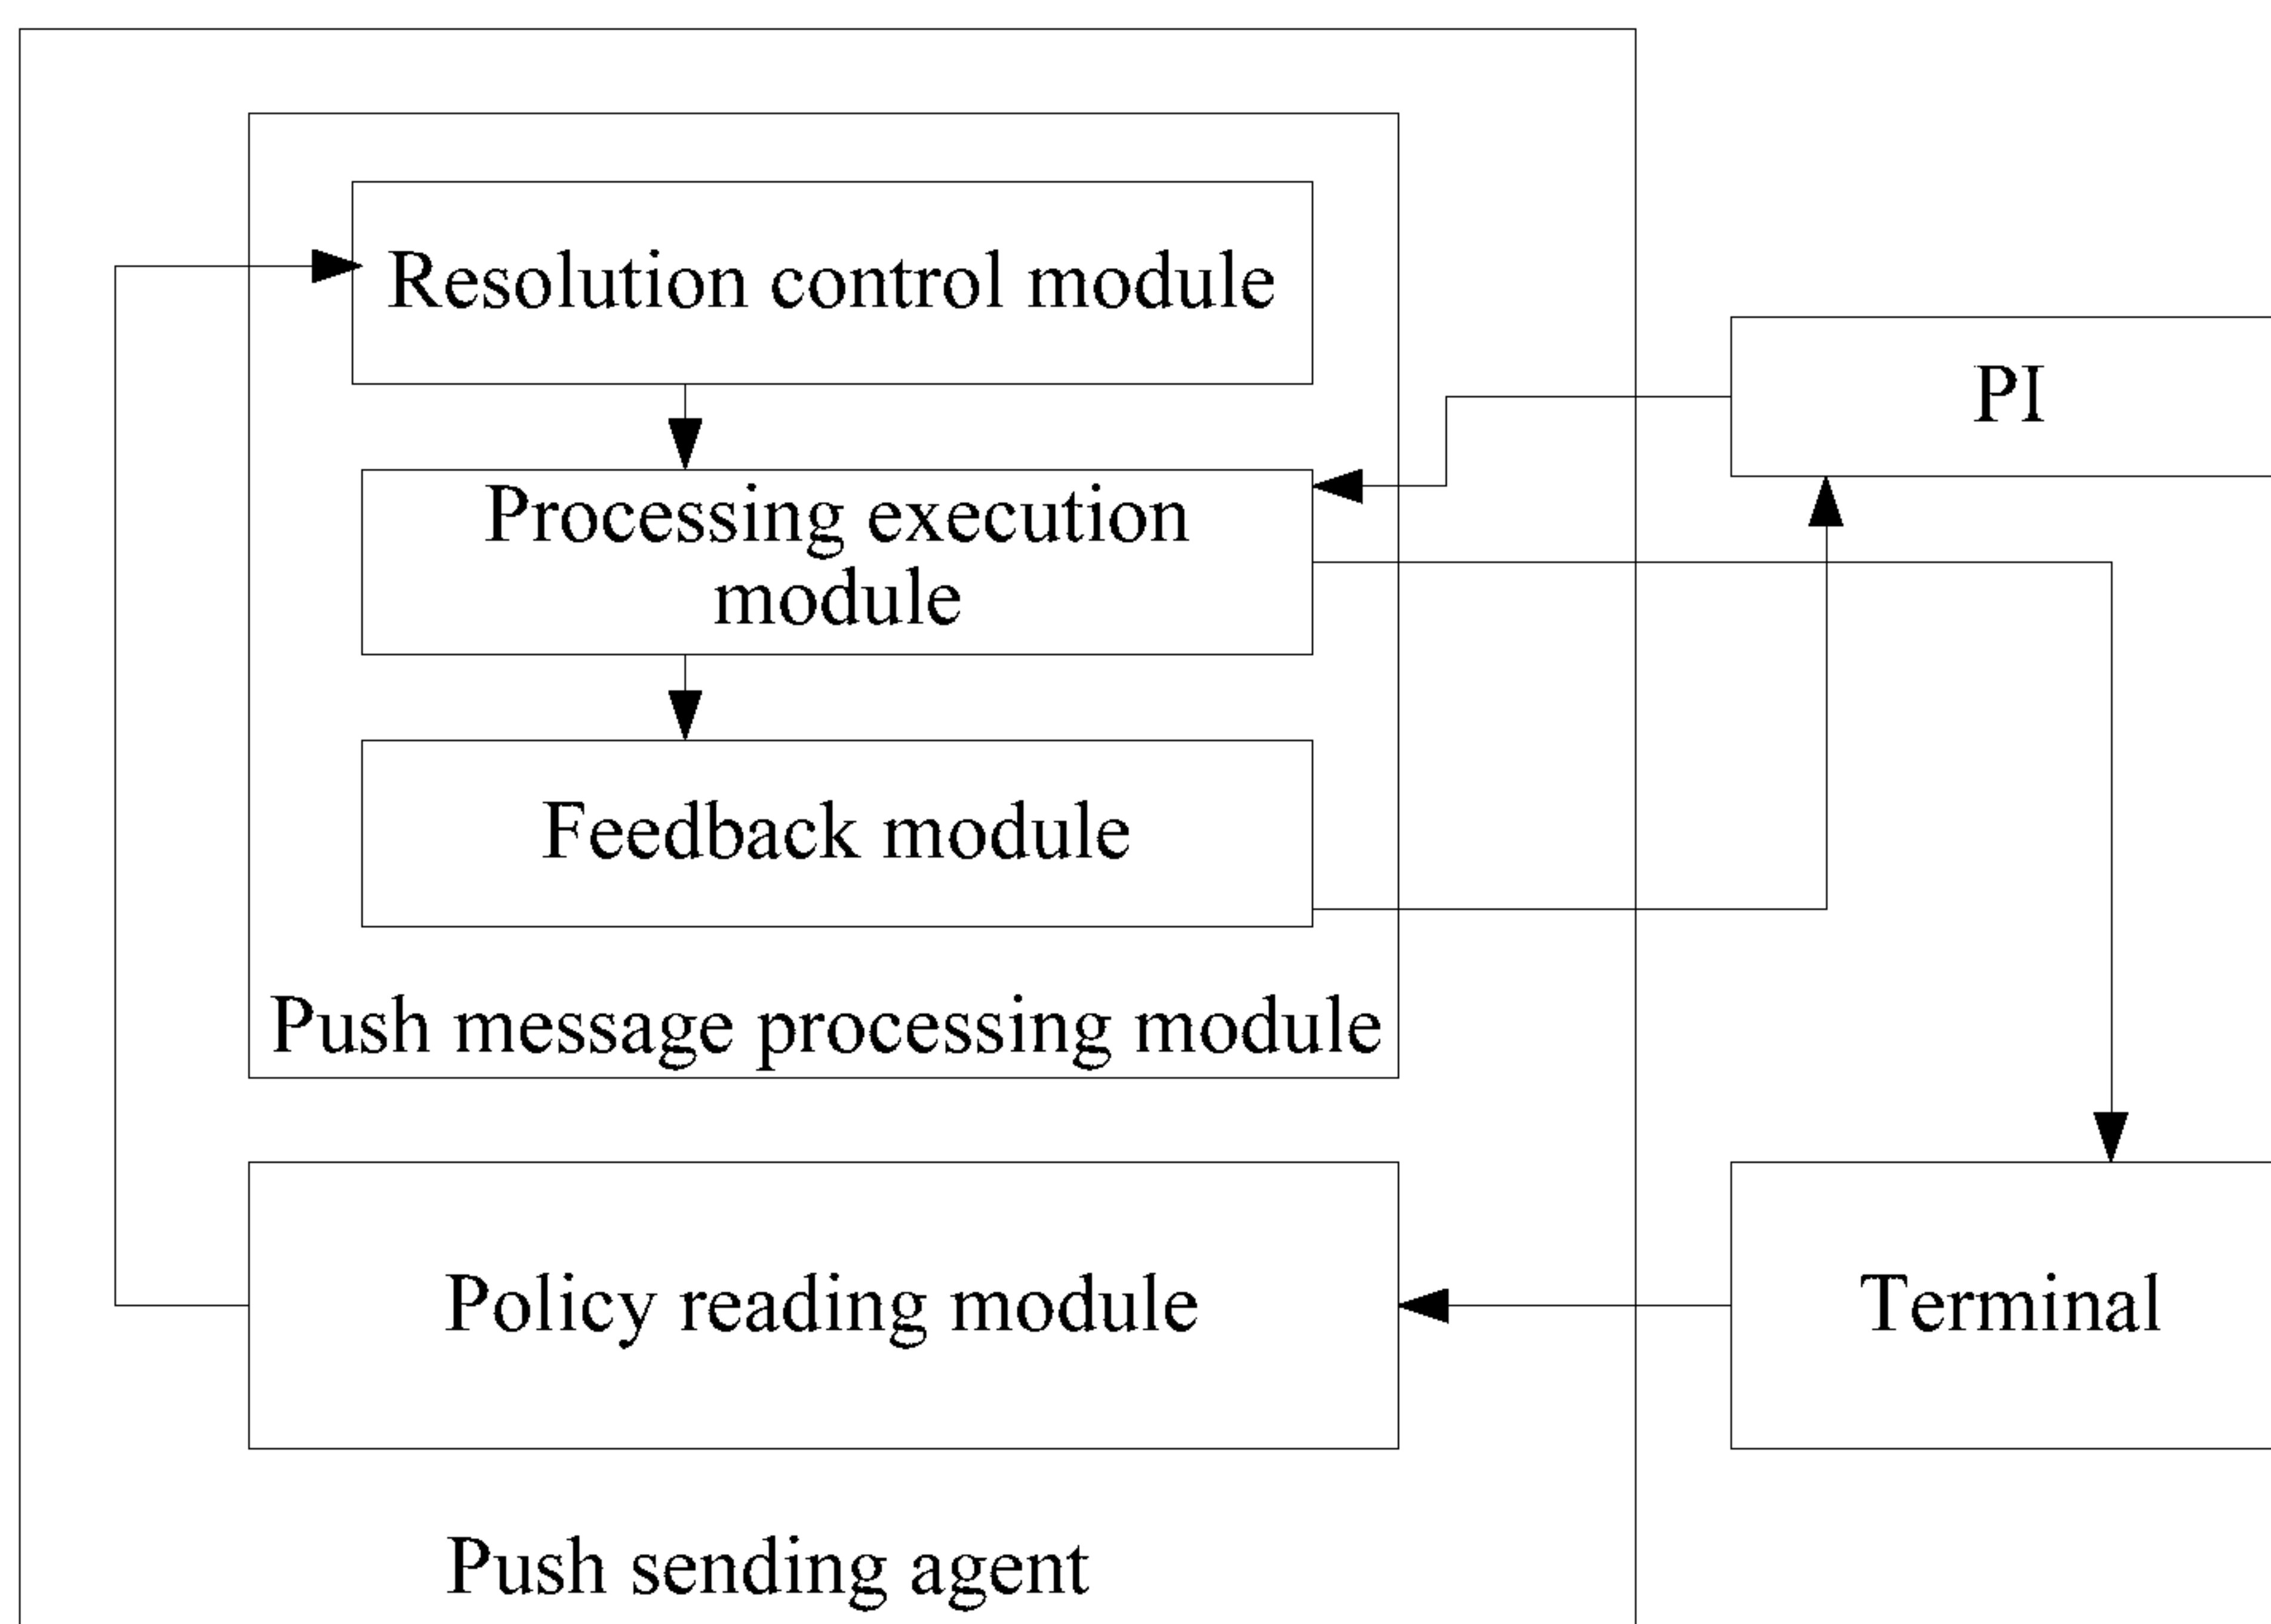 Resolution control module
PI
Processing execution
module
Feedback module
Push message processing module
Policy reading module
Terminal
Push sending agent